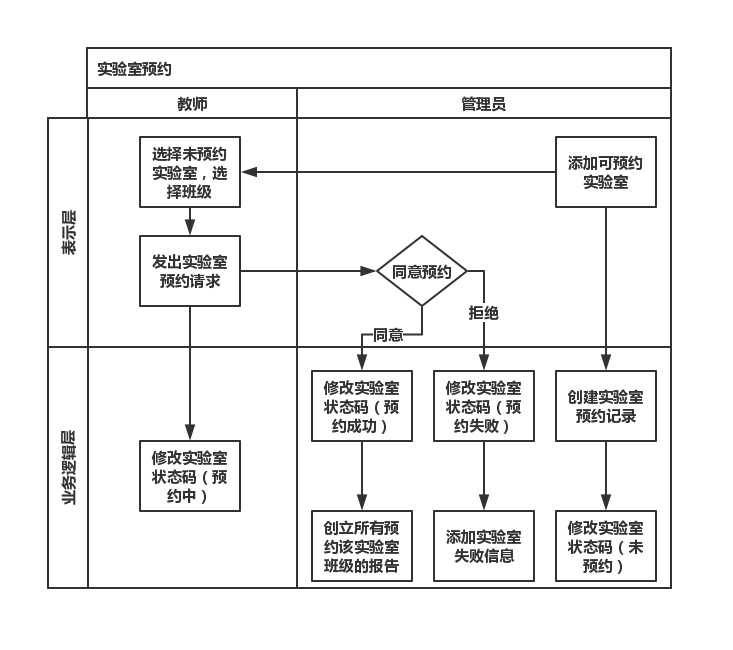 实验室预约
教师
管理员
表示层
选择未预约
实验室，选
择班级
添加可预约
实验室
发出实验室
预约请求
同意预约
拒绝
同意
业务逻辑层
修改实验室
状态码（预
约成功）
修改实验室
状态码（预
约失败）
创建实验室
预约记录
修改实验室
状态码（预
约中）
创立所有预
约该实验室
班级的报告
添加实验室
失败信息
修改实验室
状态码（未
预约）